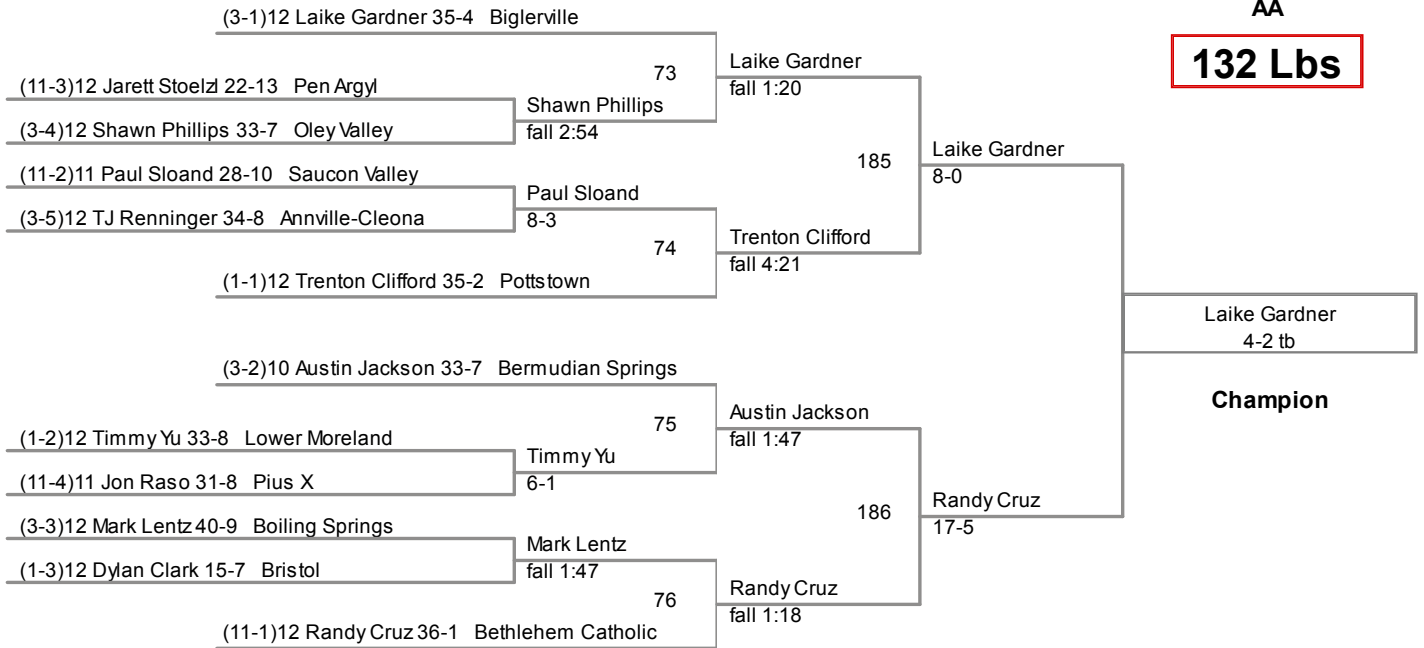 (3-1)12 Laike Gardner 35-4 Biglerville
AA
132 Lbs
73
Laike Gardner
fall 1:20
(11-3)12 Jarett Stoelzl 22-13 Pen Argyl
Shawn Phillips
fall 2:54
(3-4)12 Shawn Phillips 33-7 Oley Valley
185
Laike Gardner
8-0
(11-2)11 Paul Sloand 28-10 Saucon Valley
Paul Sloand
8-3
(3-5)12 TJ Renninger 34-8 Annville-Cleona
74
Trenton Clifford
fall 4:21
(1-1)12 Trenton Clifford 35-2 Pottstown
Laike Gardner
4-2 tb
Champion
(3-2)10 Austin Jackson 33-7 Bermudian Springs
75
Austin Jackson
fall 1:47
(1-2)12 Timmy Yu 33-8 Lower Moreland
Timmy Yu
6-1
(11-4)11 Jon Raso 31-8 Pius X
186
Randy Cruz
17-5
(3-3)12 Mark Lentz 40-9 Boiling Springs
Mark Lentz
fall 1:47
(1-3)12 Dylan Clark 15-7 Bristol
76
Randy Cruz
fall 1:18
(11-1)12 Randy Cruz 36-1 Bethlehem Catholic